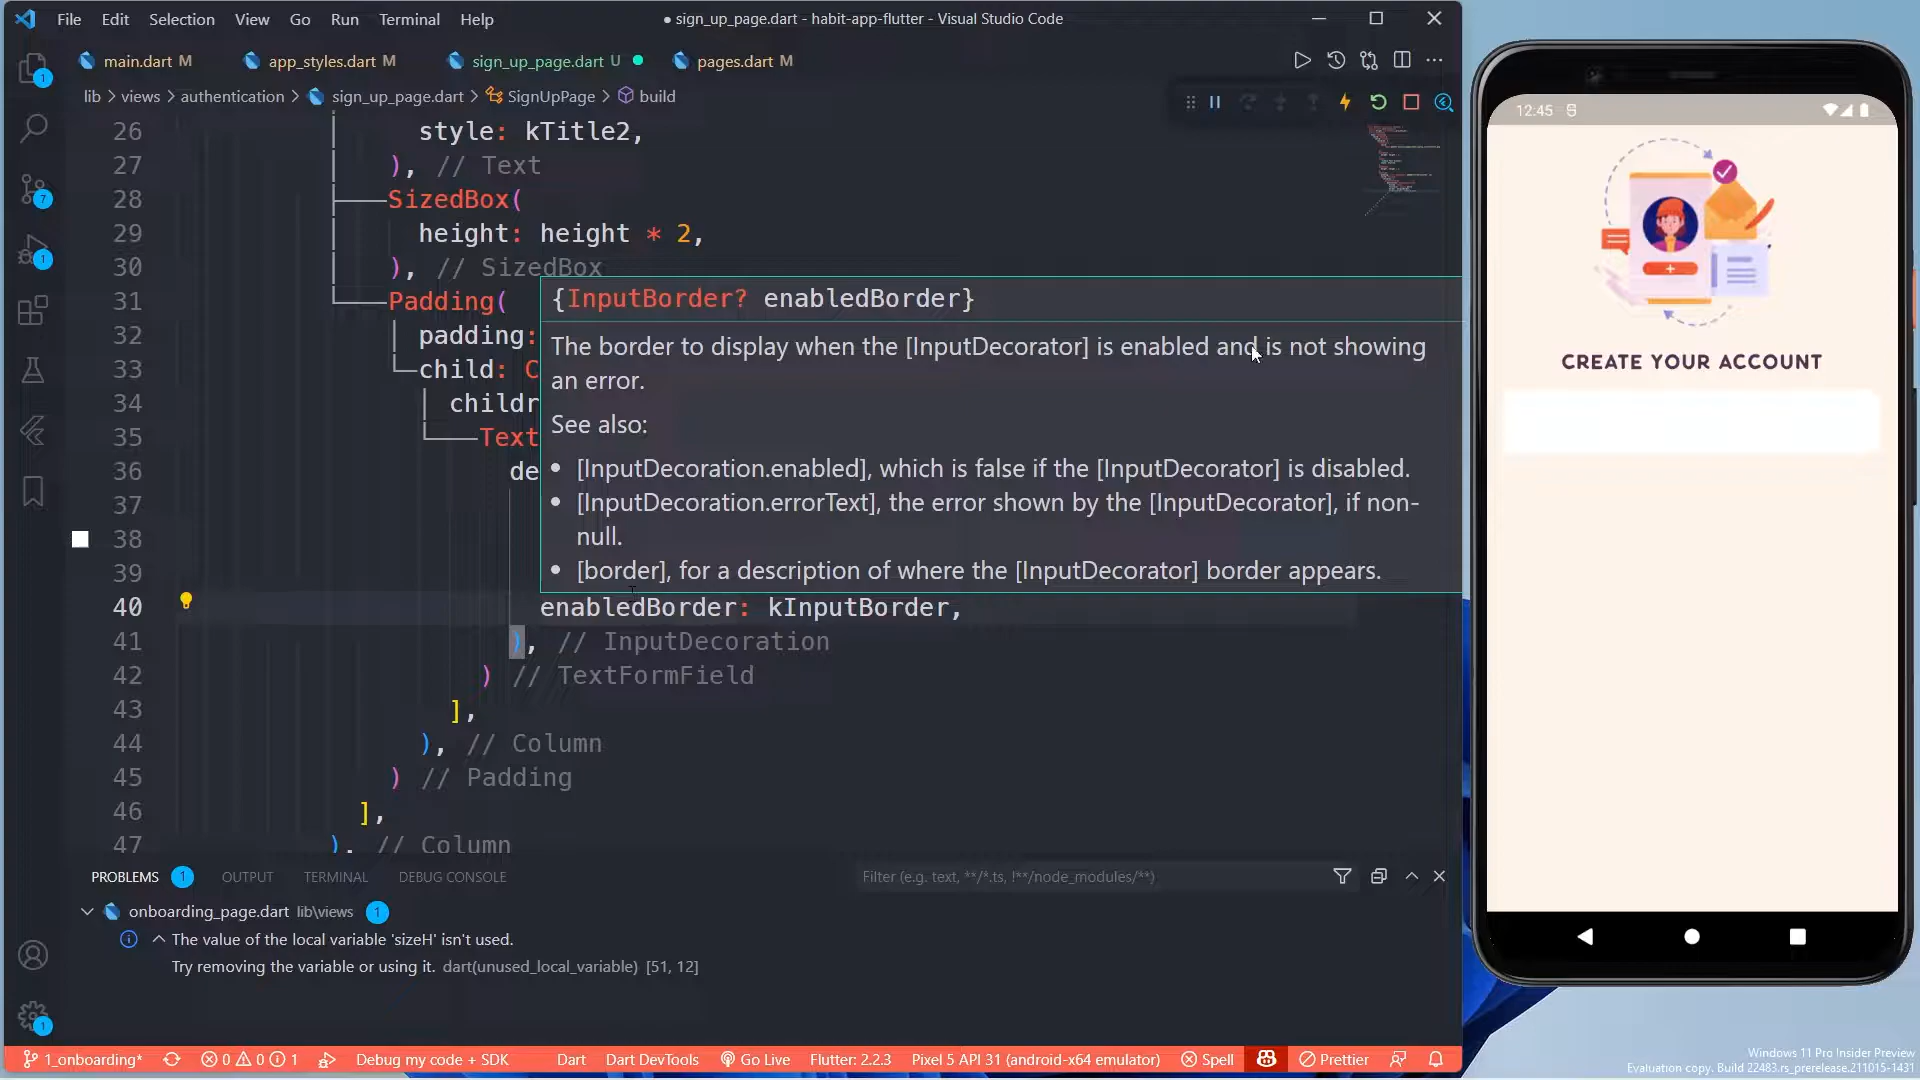 File Edit Selection View Go Run Terminal Help
● sign_up_page.dart - habit-app-flutter - Visual Studio Code
main.dart M
app_styles.dart M
sign_up_page.dart U
pages.dart M
lib > views > authentication > sign_up_page.dart > SignUpPage > build
26 style: kTitle2,
27 ), // Text
28 SizedBox(
29 height: height * 2,
30 ), // SizedBox
31 Padding(
32 padding:
33 child: C
34 childr
35 Text
36 de
37
38
39
{InputBorder? enabledBorder}
The border to display when the [InputDecorator] is enabled and is not showing
an error.
See also:
• [InputDecoration.enabled], which is false if the [InputDecorator] is disabled.
• [InputDecoration.errorText], the error shown by the [InputDecorator], if non-
null.
• [border], for a description of where the [InputDecorator] border appears.
40 enabledBorder: kInputBorder,
41 ), // InputDecoration
42 ) // TextFormField
43 ],
44 ), // Column
45 ) // Padding
46 ],
47 ), // Column
PROBLEMS 1 OUTPUT TERMINAL DEBUG CONSOLE
Filter (e.g. text, **/*.ts, !**/node_modules/**)
onboarding_page.dart lib\views 1
The value of the local variable 'sizeH' isn't used.
Try removing the variable or using it. dart(unused_local_variable) [51, 12]
1
7
1
1
1_onboarding* 0 0 1 Debug my code + SDK Dart Dart DevTools Go Live Flutter: 2.2.3 Pixel 5 API 31 (android-x64 emulator) Spell Prettier
12:45
CREATE YOUR ACCOUNT
Windows 11 Pro Insider Preview
Evaluation copy. Build 22483.rs_prerelease.211015-1431